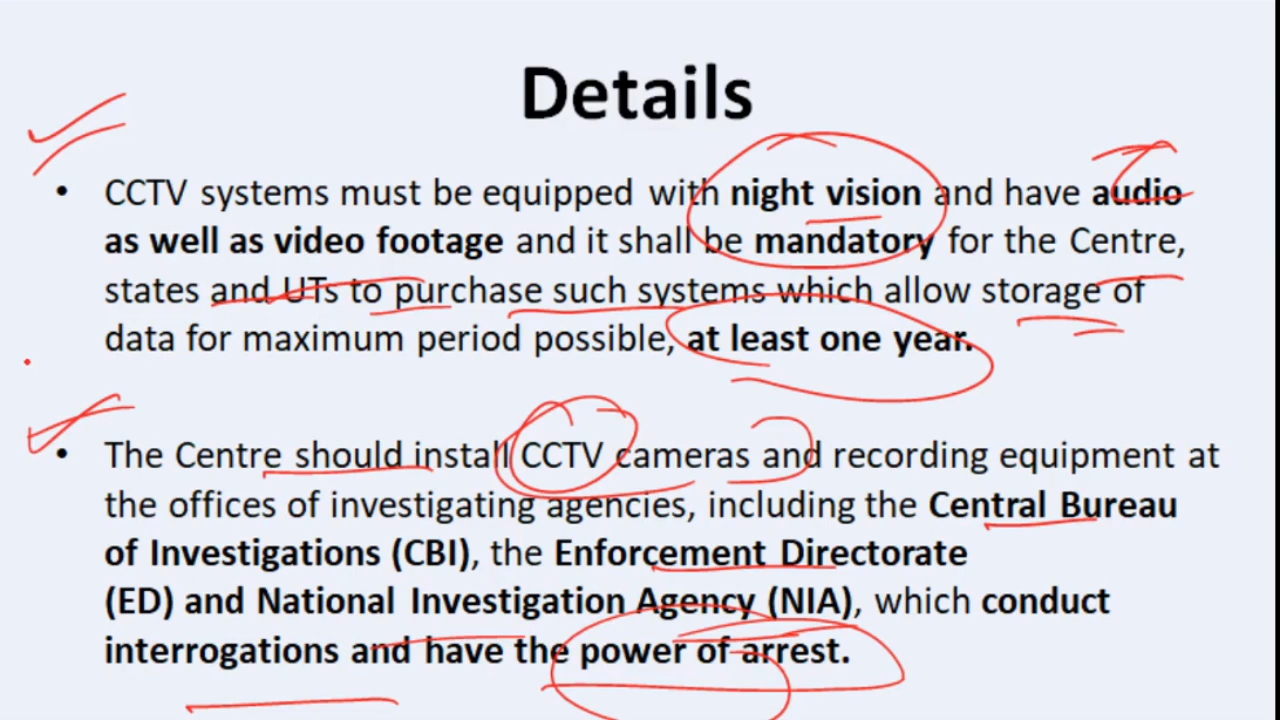 Details
• CCTV systems must be equipped with night vision and have audio
as well as video footage and it shall be mandatory for the Centre,
states and UTs to purchase such systems which allow storage of
data for maximum period possible, at least one year.
• The Centre should install CCTV cameras and recording equipment at
the offices of investigating agencies, including the Central Bureau
of Investigations (CBI), the Enforcement Directorate
(ED) and National Investigation Agency (NIA), which conduct
interrogations and have the power of arrest.